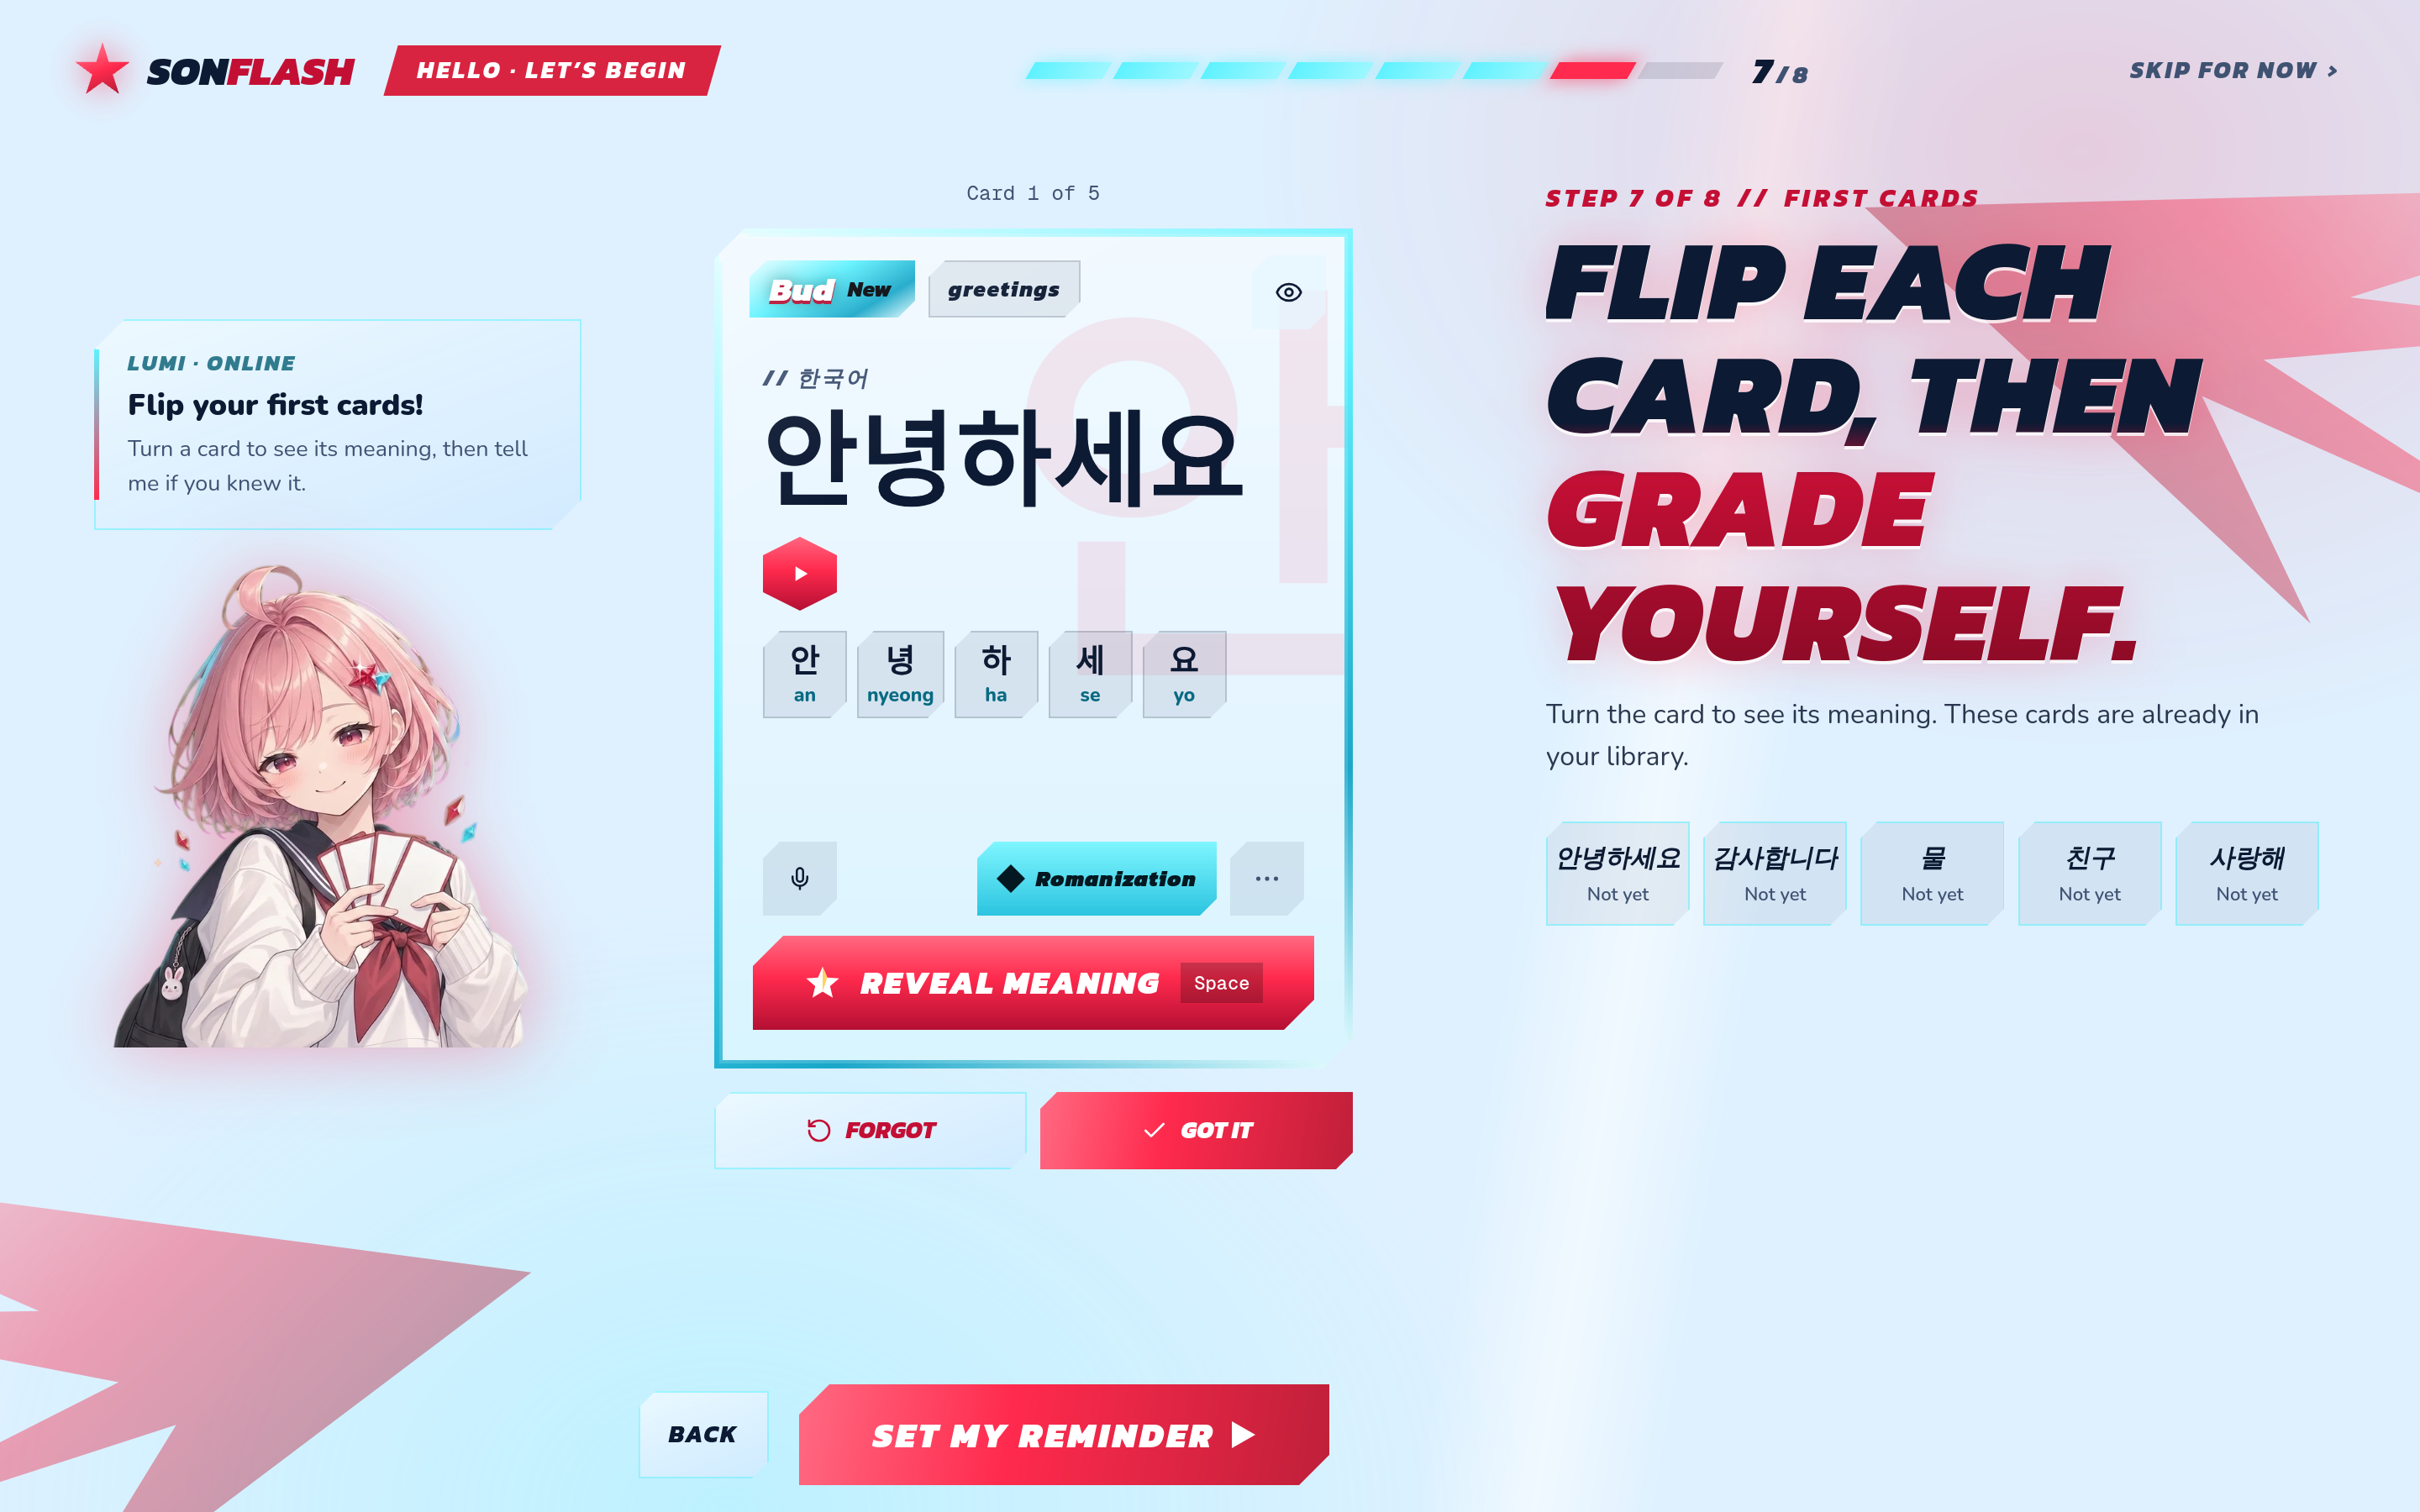 SONFLASH
HELLO · LET'S BEGIN
7 / 8
SKIP FOR NOW >
LUMI · ONLINE
Flip your first cards!
Turn a card to see its meaning, then tell
me if you knew it.
Card 1 of 5
Bud New
greetings
// 한국어
안녕하세요
안
안 녕 하 세 요
an nyeong ha se yo
Romanization
REVEAL MEANING Space
FORGOT
GOT IT
STEP 7 OF 8 // FIRST CARDS
FLIP EACH
CARD, THEN
GRADE
YOURSELF.
Turn the card to see its meaning. These cards are already in
your library.
안녕하세요 감사합니다 물 친구 사랑해
Not yet Not yet Not yet Not yet Not yet
BACK
SET MY REMINDER